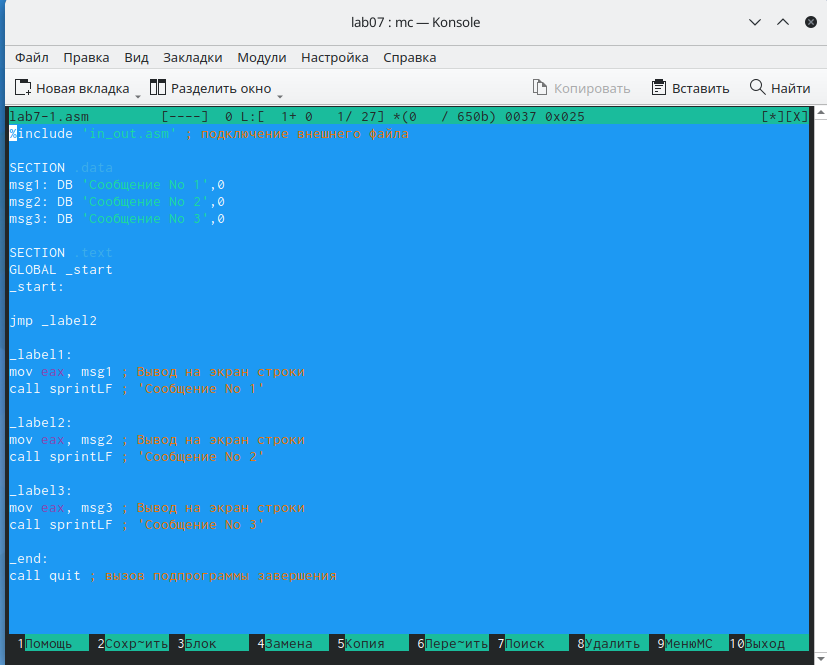 lab07 : mc — Konsole
Файл Правка Вид Закладки Модули Настройка Справка
Новая вкладка Разделить окно Копировать Вставить Найти
lab7-1.asm [----] 0 L:[ 1+ 0 1/ 27] *(0 / 650b) 0037 0x025 [*][X]
%include 'in_out.asm' ; подключение внешнего файла
SECTION .data
msg1: DB 'Сообщение No 1',0
msg2: DB 'Сообщение No 2',0
msg3: DB 'Сообщение No 3',0
SECTION .text
GLOBAL _start
_start:
jmp _label2
_label1:
mov eax, msg1 ; Вывод на экран строки
call sprintLF ; 'Сообщение No 1'
_label2:
mov eax, msg2 ; Вывод на экран строки
call sprintLF ; 'Сообщение No 2'
_label3:
mov eax, msg3 ; Вывод на экран строки
call sprintLF ; 'Сообщение No 3'
_end:
call quit ; вызов подпрограммы завершения
1Помощь 2Сохр~ить 3Блок 4Замена 5Копия 6Пере~ить 7Поиск 8Удалить 9МенюMC 10Выход